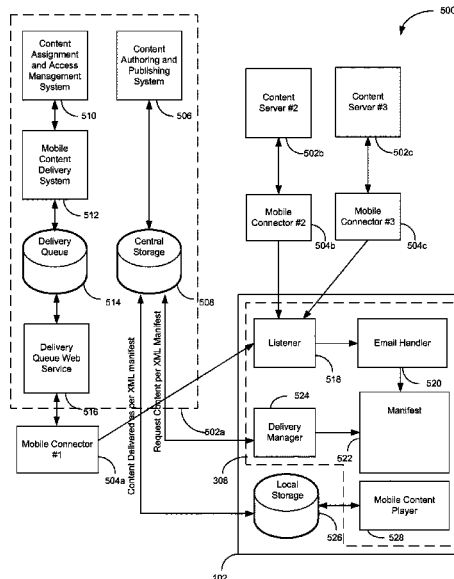 500
Content
Assignment
and Access
Management
System
510
Content
Authoring and
Publishing
System
506
Content
Server #2
502b
Content
Server #3
502c
Mobile
Content
Delivery
System
512
Mobile
Connector #2
504b
Mobile
Connector #3
504c
Delivery
Queue
514
Central
Storage
508
Delivery
Queue Web
Service
516
Listener
518
Email Handler
520
Content Delivered as per XML manifest
Request Content per XML Manifest
502a
Mobile Connector
#1
504a
524
Delivery
Manager
Manifest
522
308
Local
Storage
526
Mobile Content
Player
528
102